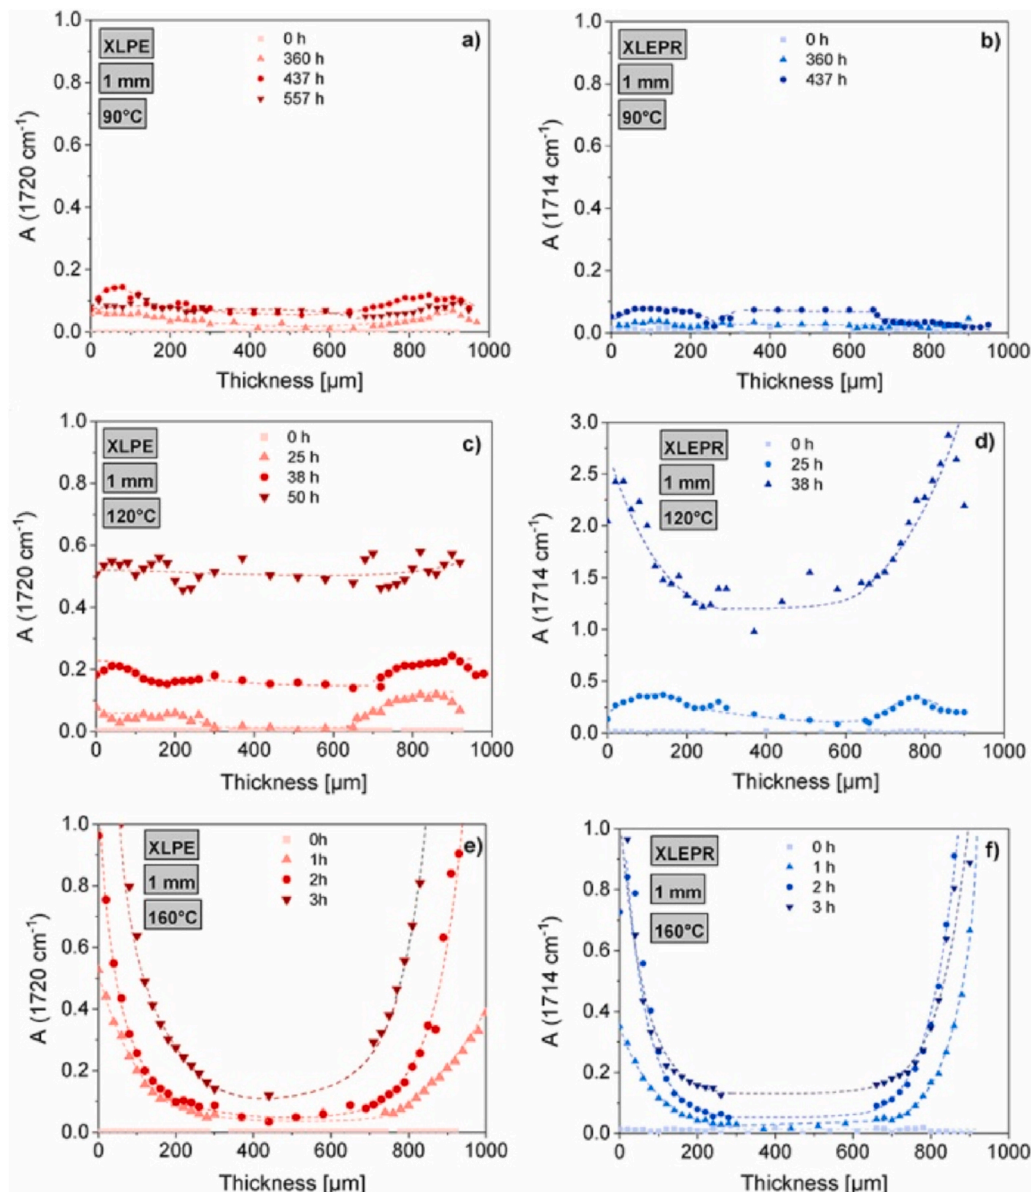 XLPE
1 mm
90°C
0 h
360 h
437 h
557 h
a)
1.0
0.8
0.6
0.4
0.2
0.0
A (1720 cm⁻¹)
0
200
400
600
800
1000
Thickness [µm]
XLEPR
1 mm
90°C
0 h
360 h
437 h
b)
1.0
0.8
0.6
0.4
0.2
0.0
A (1714 cm⁻¹)
0
200
400
600
800
1000
Thickness [µm]
XLPE
1 mm
120°C
0 h
25 h
38 h
50 h
c)
1.0
0.8
0.6
0.4
0.2
0.0
A (1720 cm⁻¹)
0
200
400
600
800
1000
Thickness [µm]
XLEPR
1 mm
120°C
0 h
25 h
38 h
d)
3.0
2.5
2.0
1.5
1.0
0.5
0.0
A (1714 cm⁻¹)
0
200
400
600
800
1000
Thickness [µm]
XLPE
1 mm
160°C
0h
1h
2h
3h
e)
1.0
0.8
0.6
0.4
0.2
0.0
A (1720 cm⁻¹)
0
200
400
600
800
1000
Thickness [µm]
XLEPR
1 mm
160°C
0 h
1 h
2 h
3 h
f)
1.0
0.8
0.6
0.4
0.2
0.0
A (1714 cm⁻¹)
0
200
400
600
800
1000
Thickness [µm]